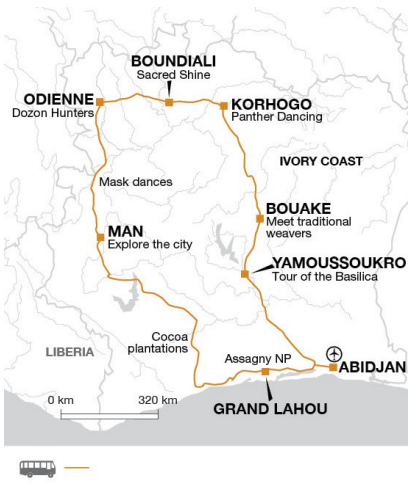 BOUNDIALI
Sacred Shine
ODIENNE
Dozon Hunters
KORHOGO
Panther Dancing
IVORY COAST
Mask dances
BOUAKE
Meet traditional
weavers
MAN
Explore the city
YAMOUSSOUKRO
Tour of the Basilica
Cocoa
plantations
LIBERIA
Assagny NP
ABIDJAN
0 km 320 km
GRAND LAHOU